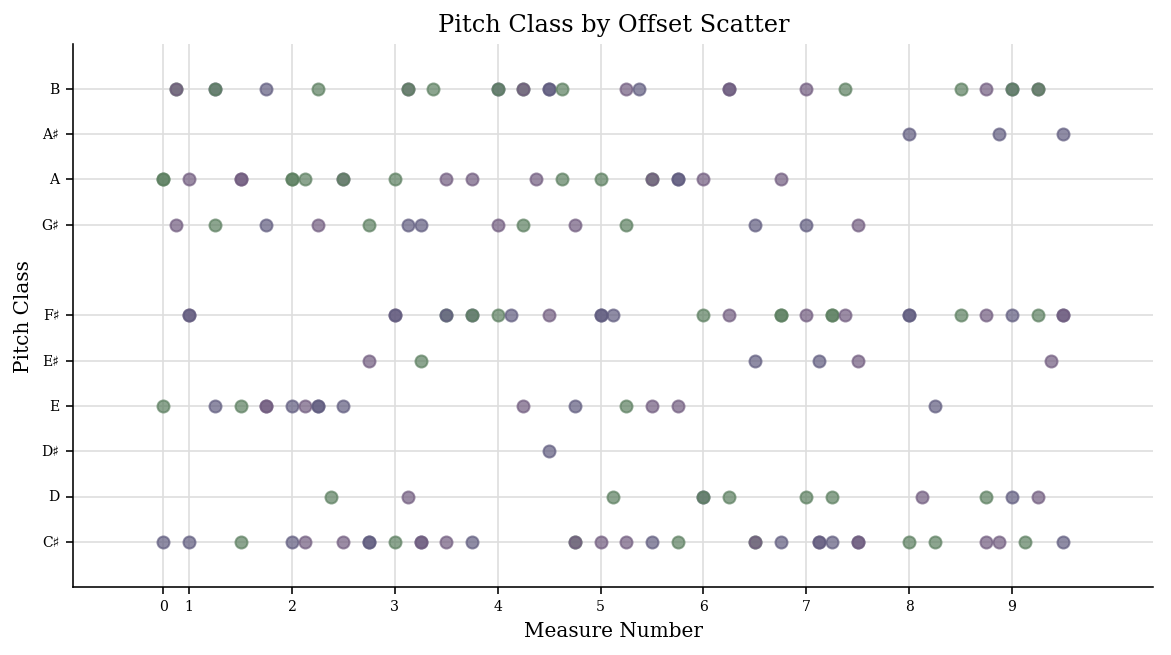 Pitch Class by Offset Scatter
B
A♯
A
G♯
F♯
E♯
E
D♯
D
C♯
Pitch Class
0 1 2 3 4 5 6 7 8 9
Measure Number